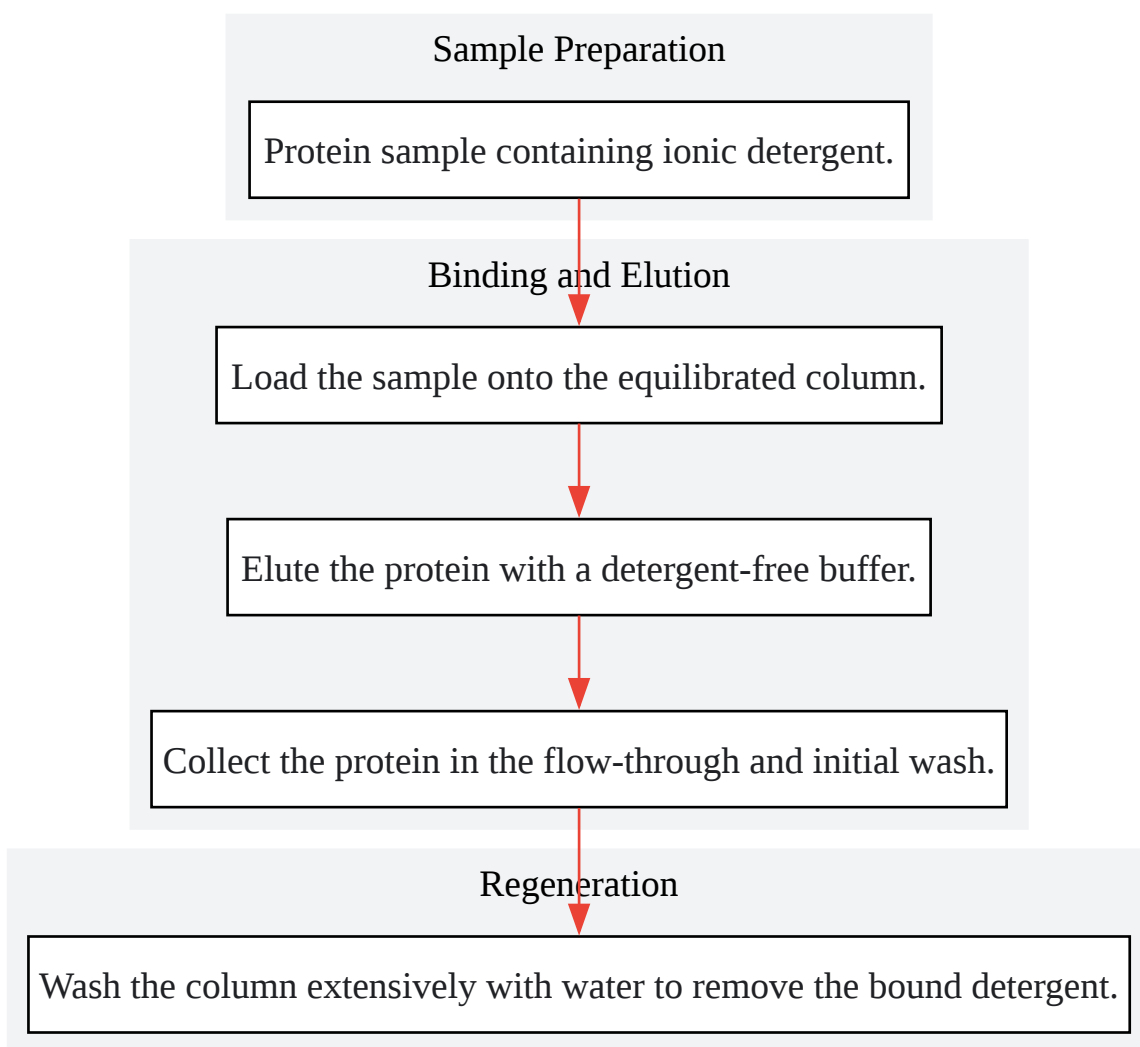 Sample Preparation
Protein sample containing ionic detergent.
Binding and Elution
Load the sample onto the equilibrated column.
Elute the protein with a detergent-free buffer.
Collect the protein in the flow-through and initial wash.
Regeneration
Wash the column extensively with water to remove the bound detergent.